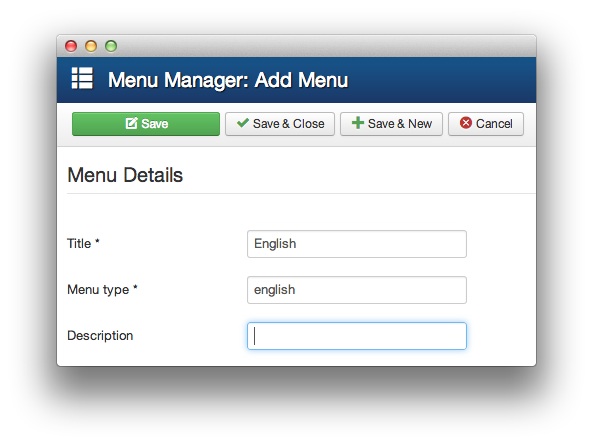 Menu Manager: Add Menu
Save Save & Close Save & New Cancel
Menu Details
Title * English
Menu type * english
Description